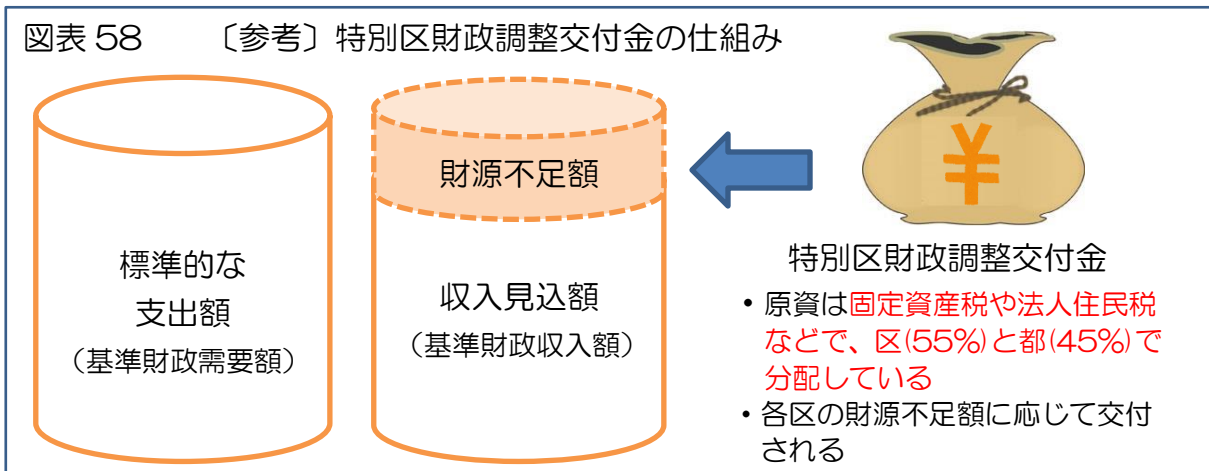 図表 58 〔参考〕特別区財政調整交付金の仕組み
標準的な
支出額
（基準財政需要額）
財源不足額
収入見込額
（基準財政収入額）
¥
特別区財政調整交付金
・原資は固定資産税や法人住民税
などで、区(55%)と都(45%)で
分配している
・各区の財源不足額に応じて交付
される